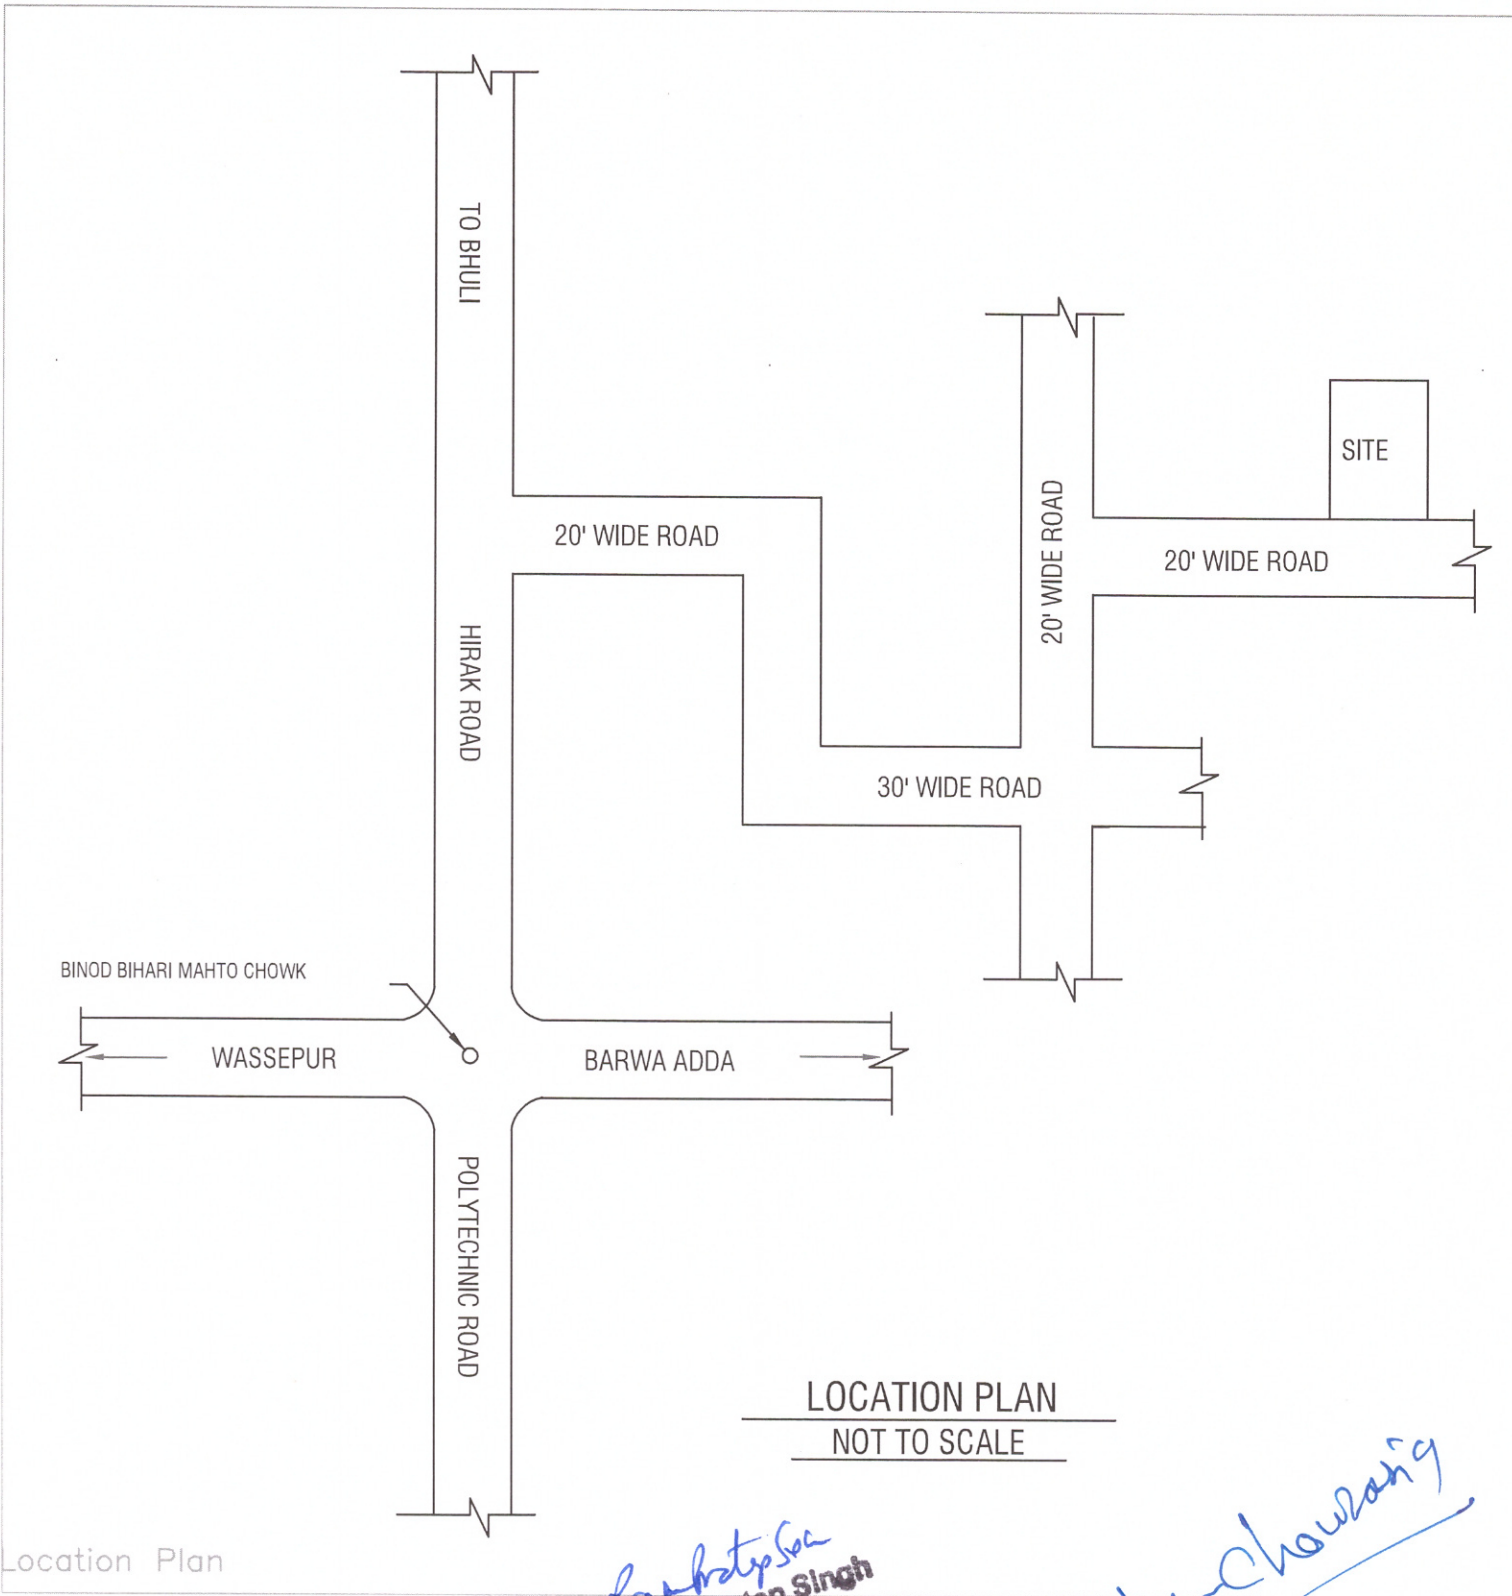 TO BHULI
SITE
20' WIDE ROAD
20' WIDE ROAD
20' WIDE ROAD
HIRAK ROAD
30' WIDE ROAD
BINOD BIHARI MAHTO CHOWK
WASSEPUR
BARWA ADDA
POLYTECHNIC ROAD
LOCATION PLAN
NOT TO SCALE
Chourasia
Singh
Location Plan